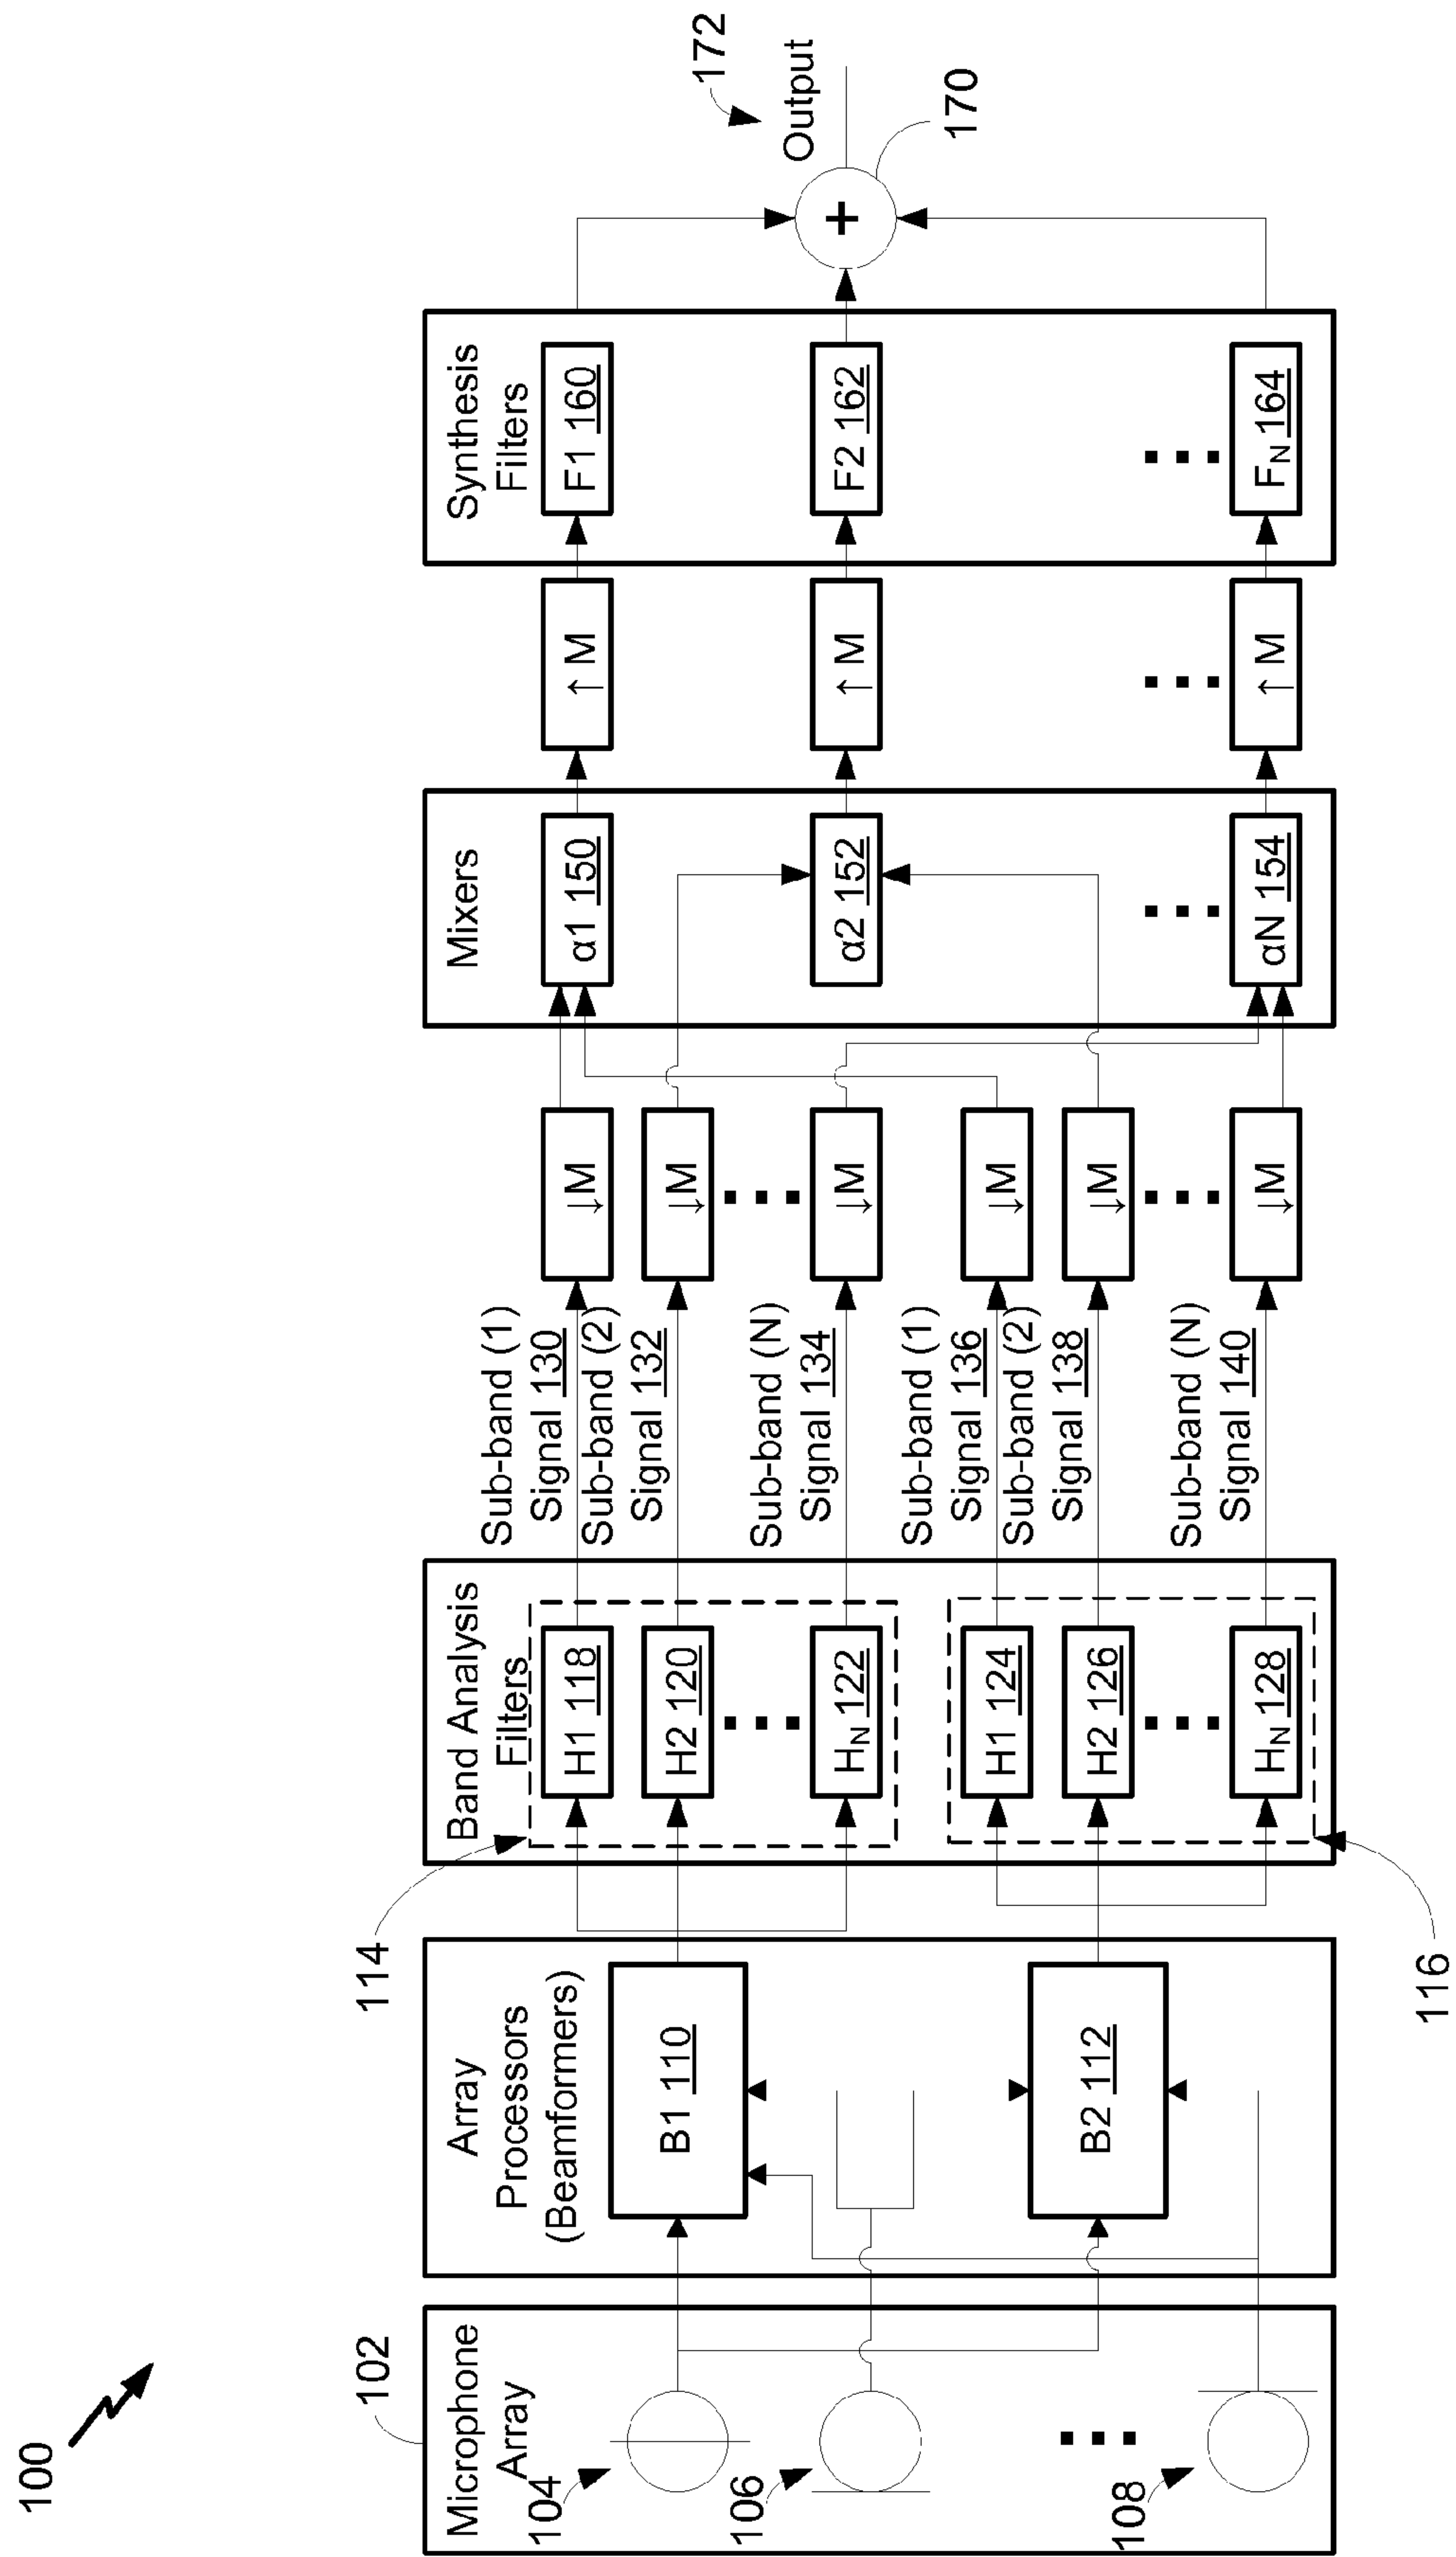 100
102
Microphone
Array
104
106
108
Array
Processors
(Beamformers)
B1 110
B2 112
114
116
Band Analysis
Filters
H1 118
H2 120
HN 122
H1 124
H2 126
HN 128
Sub-band (1)
Signal 130
Sub-band (2)
Signal 132
Sub-band (N)
Signal 134
Sub-band (1)
Signal 136
Sub-band (2)
Signal 138
Sub-band (N)
Signal 140
↓M
↓M
↓M
↓M
↓M
↓M
Mixers
α1 150
α2 152
αN 154
↑ M
↑ M
↑ M
Synthesis
Filters
F1 160
F2 162
FN 164
+
170
Output
172